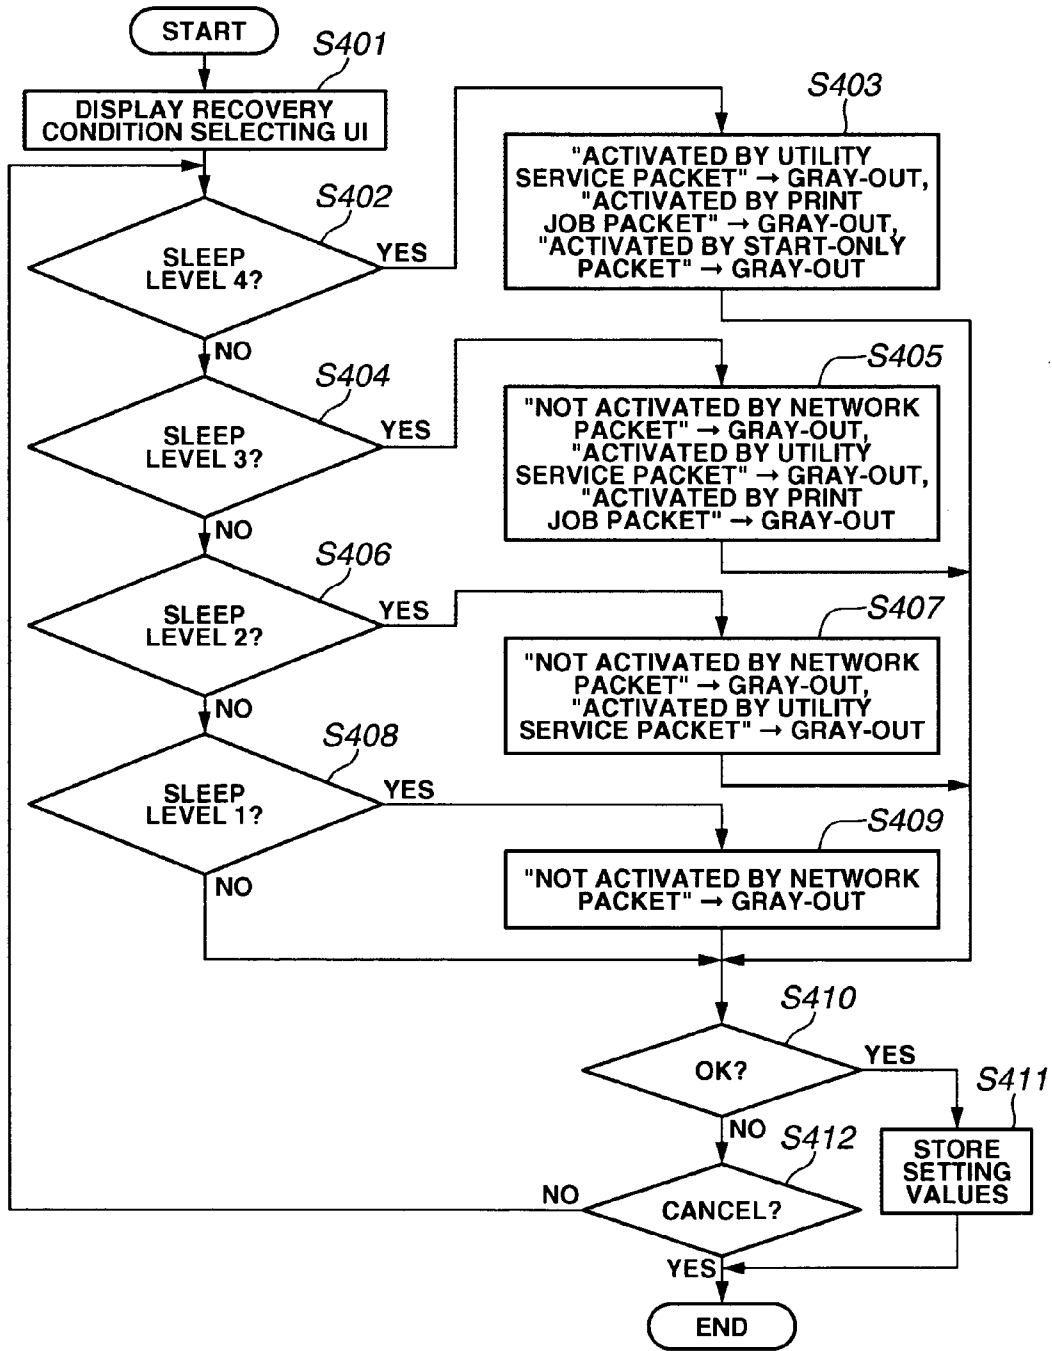 START
S401
DISPLAY RECOVERY
CONDITION SELECTING UI
S402
SLEEP
LEVEL 4?
YES
NO
S403
"ACTIVATED BY UTILITY
SERVICE PACKET" → GRAY-OUT,
"ACTIVATED BY PRINT
JOB PACKET" → GRAY-OUT,
"ACTIVATED BY START-ONLY
PACKET" → GRAY-OUT
S404
SLEEP
LEVEL 3?
YES
NO
S405
"NOT ACTIVATED BY NETWORK
PACKET" → GRAY-OUT,
"ACTIVATED BY UTILITY
SERVICE PACKET" → GRAY-OUT,
"ACTIVATED BY PRINT
JOB PACKET" → GRAY-OUT
S406
SLEEP
LEVEL 2?
YES
NO
S407
"NOT ACTIVATED BY NETWORK
PACKET" → GRAY-OUT,
"ACTIVATED BY UTILITY
SERVICE PACKET" → GRAY-OUT
S408
SLEEP
LEVEL 1?
YES
NO
S409
"NOT ACTIVATED BY NETWORK
PACKET" → GRAY-OUT
S410
OK?
YES
NO
S411
STORE
SETTING
VALUES
S412
CANCEL?
NO
YES
END